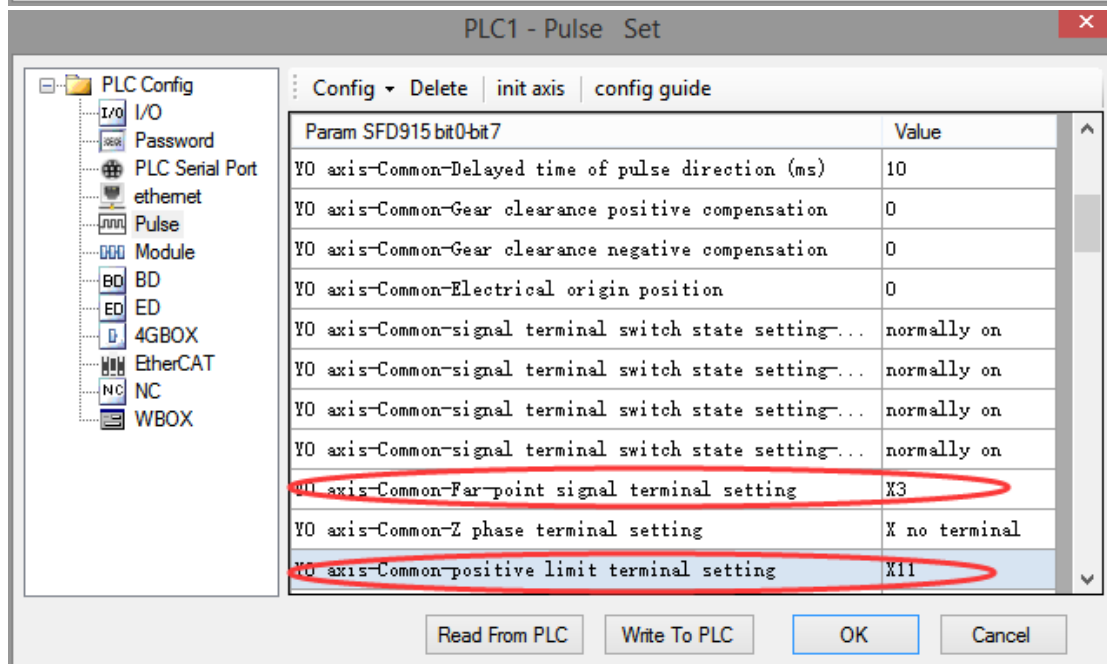 PLC1 - Pulse Set
PLC Config
I/O I/O
Password
PLC Serial Port
ethernet
Pulse
Module
BD BD
ED ED
4GBOX
EtherCAT
NC NC
WBOX
Config Delete init axis config guide
Param SFD915 bit0-bit7 Value
Y0 axis-Common-Delayed time of pulse direction (ms) 10
Y0 axis-Common-Gear clearance positive compensation 0
Y0 axis-Common-Gear clearance negative compensation 0
Y0 axis-Common-Electrical origin position 0
Y0 axis-Common-signal terminal switch state setting-... normally on
Y0 axis-Common-signal terminal switch state setting-... normally on
Y0 axis-Common-signal terminal switch state setting-... normally on
Y0 axis-Common-signal terminal switch state setting-... normally on
Y0 axis-Common-Far-point signal terminal setting X3
Y0 axis-Common-Z phase terminal setting X no terminal
Y0 axis-Common-positive limit terminal setting X11
Read From PLC Write To PLC OK Cancel